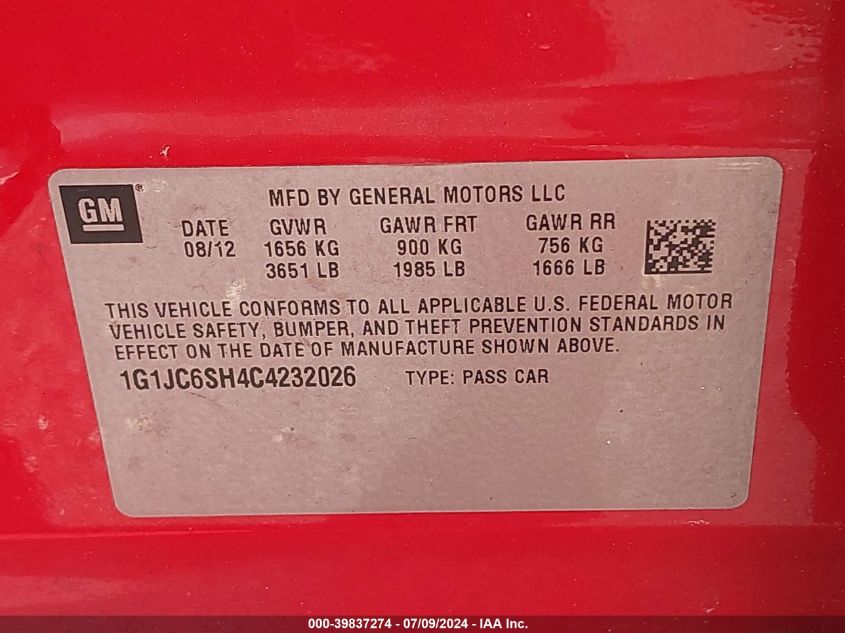 GM ®
MFD BY GENERAL MOTORS LLC
DATE GVWR GAWR FRT GAWR RR
08/12 1656 KG 900 KG 756 KG
3651 LB 1985 LB 1666 LB
THIS VEHICLE CONFORMS TO ALL APPLICABLE U.S. FEDERAL MOTOR
VEHICLE SAFETY, BUMPER, AND THEFT PREVENTION STANDARDS IN
EFFECT ON THE DATE OF MANUFACTURE SHOWN ABOVE.
1G1JC6SH4C4232026 TYPE: PASS CAR
000-39837274 - 07/09/2024 - IAA Inc.